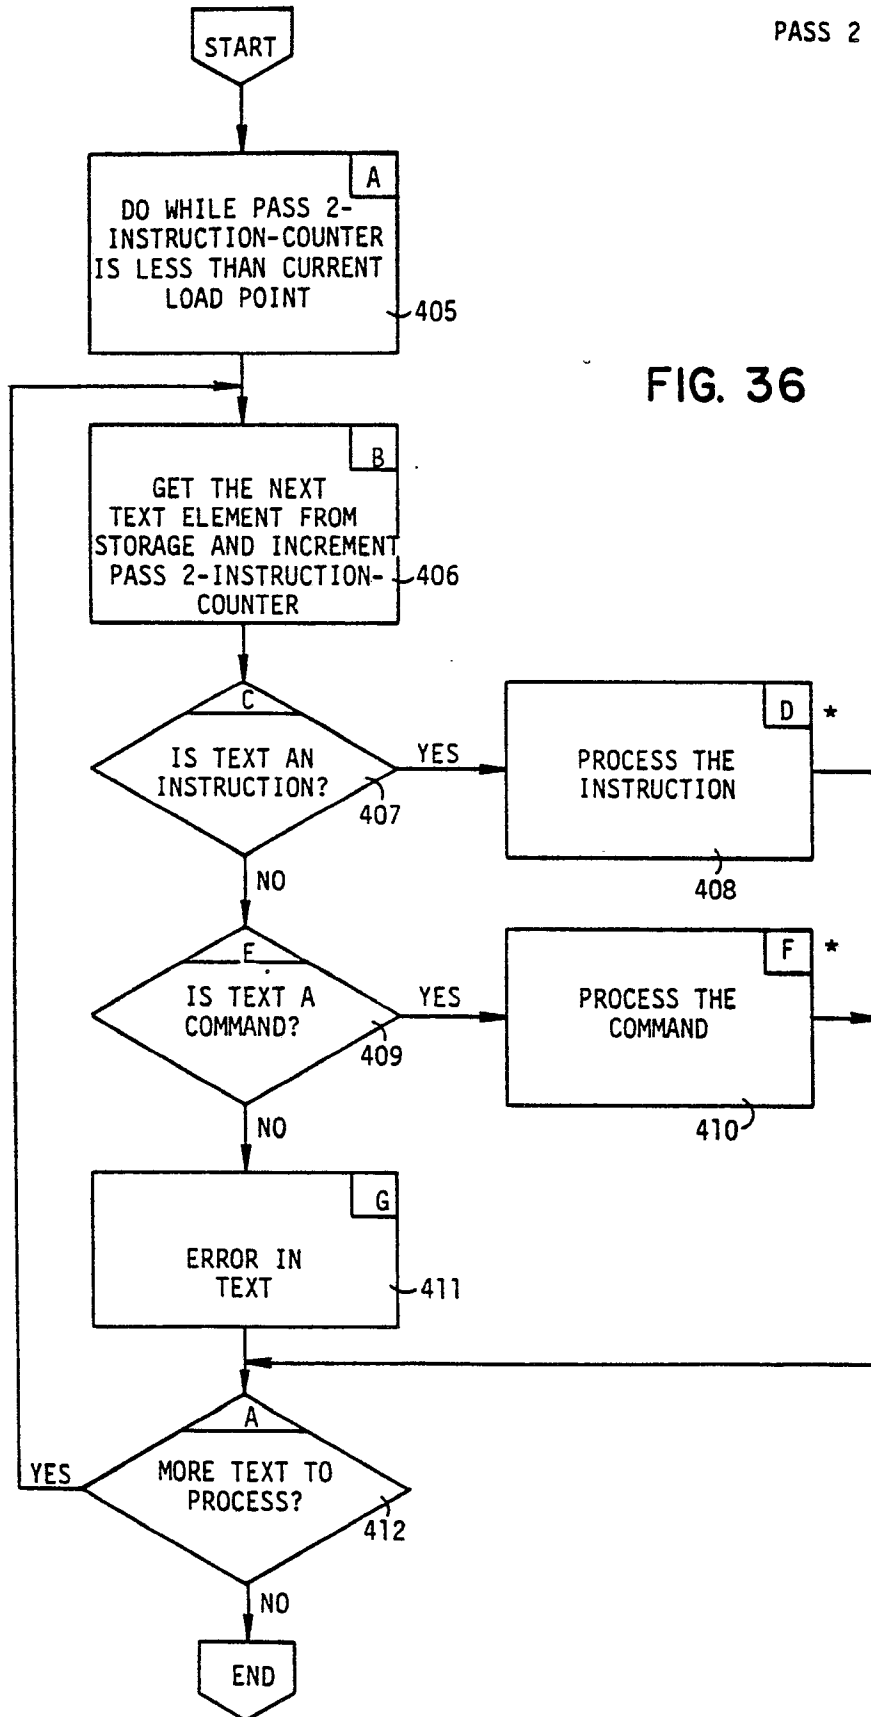 PASS 2
START
A
DO WHILE PASS 2-
INSTRUCTION-COUNTER
IS LESS THAN CURRENT
LOAD POINT
405
FIG. 36
B
GET THE NEXT
TEXT ELEMENT FROM
STORAGE AND INCREMENT
PASS 2-INSTRUCTION-
COUNTER
406
C
IS TEXT AN
INSTRUCTION?
407
YES
D *
PROCESS THE
INSTRUCTION
408
NO
E
IS TEXT A
COMMAND?
409
YES
F *
PROCESS THE
COMMAND
410
NO
G
ERROR IN
TEXT
411
A
MORE TEXT TO
PROCESS?
412
YES
NO
END